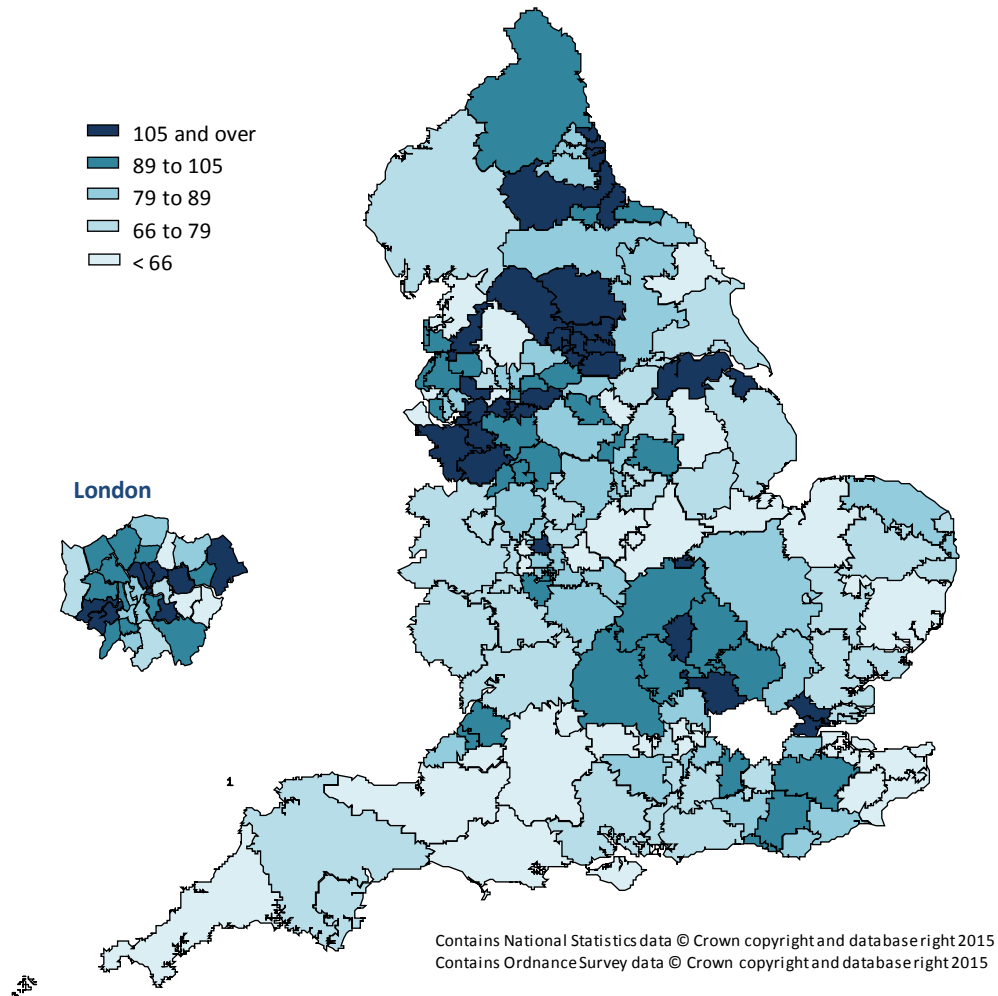 105 and over
89 to 105
79 to 89
66 to 79
< 66
London
1
Contains National Statistics data © Crown copyright and database right 2015
Contains Ordnance Survey data © Crown copyright and database right 2015